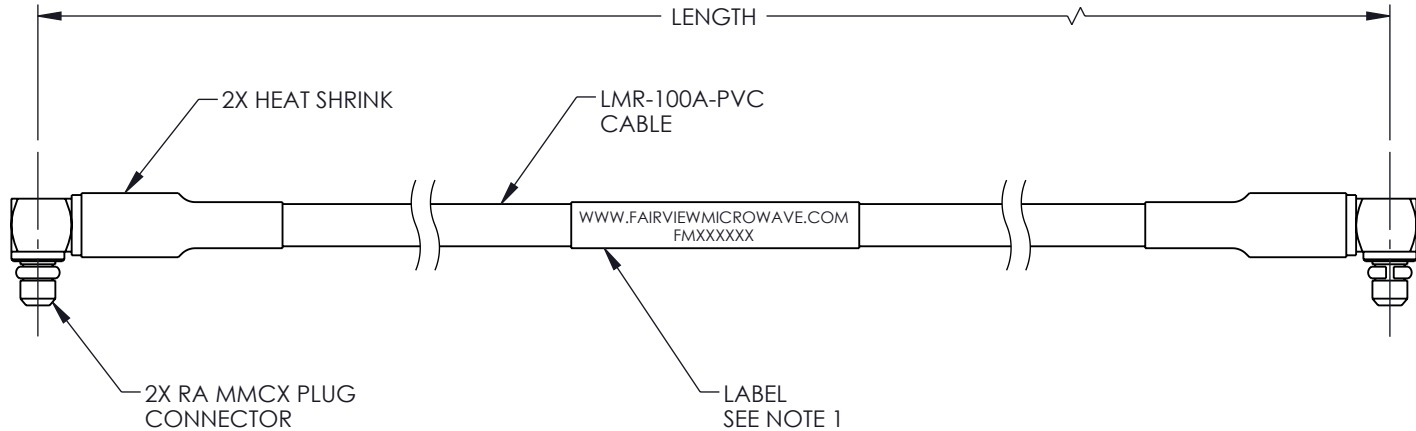 LENGTH
2X HEAT SHRINK
LMR-100A-PVC
CABLE
WWW.FAIRVIEWMICROWAVE.COM
FMXXXXXX
2X RA MMCX PLUG
CONNECTOR
LABEL
SEE NOTE 1